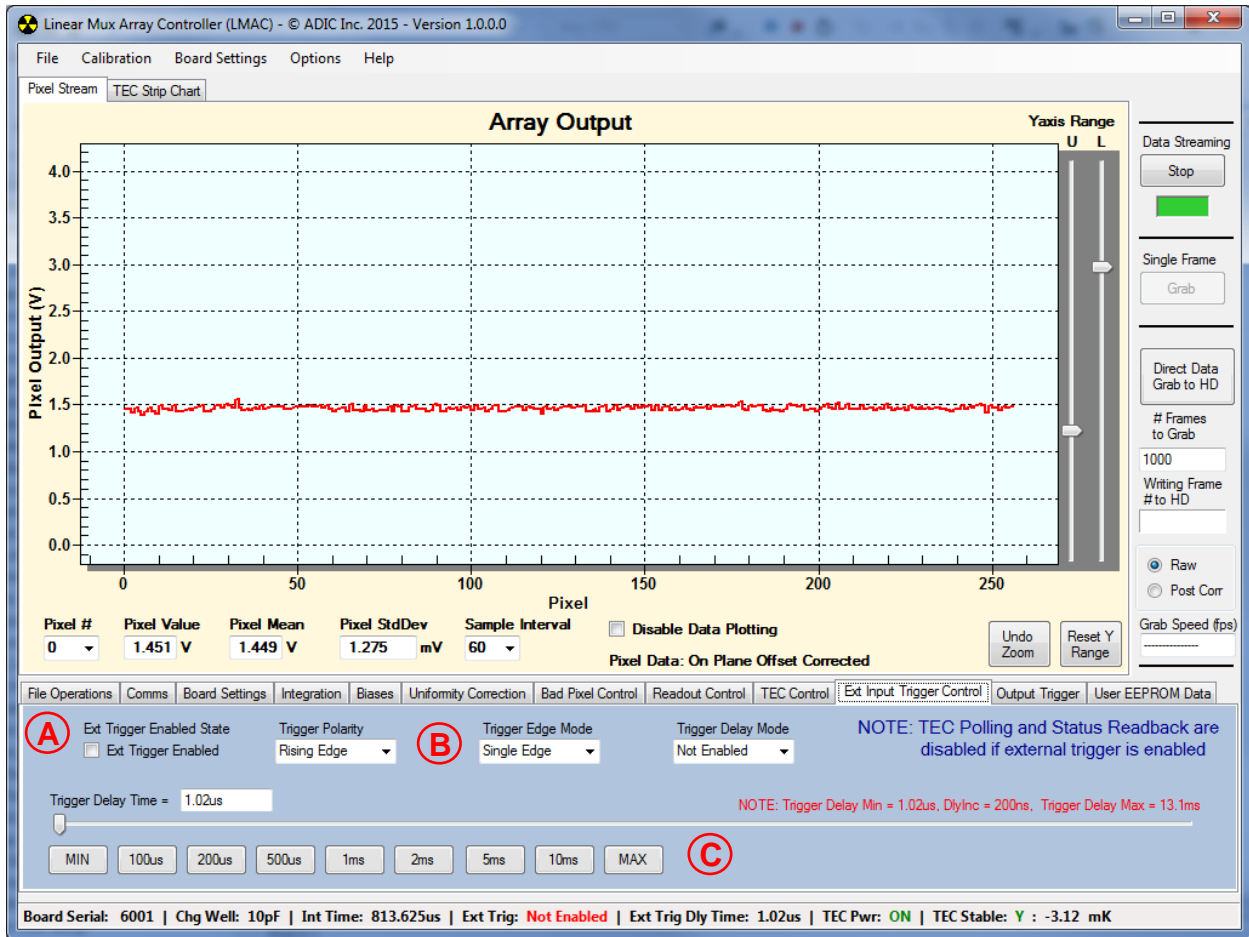 Linear Mux Array Controller (LMAC) - © ADIC Inc. 2015 - Version 1.0.0.0
File Calibration Board Settings Options Help
Pixel Stream TEC Strip Chart
Array Output
Yaxis Range
U L
Data Streaming
Stop
Single Frame
Grab
Direct Data
Grab to HD
# Frames
to Grab
1000
Writing Frame
# to HD
Raw
Post Corr
Grab Speed (fps)
---------------
Pixel Output (V)
4.0
3.5
3.0
2.5
2.0
1.5
1.0
0.5
0.0
0 50 100 150 200 250
Pixel
Pixel # Pixel Value Pixel Mean Pixel StdDev Sample Interval
0 1.451 V 1.449 V 1.275 mV 60
Disable Data Plotting
Pixel Data: On Plane Offset Corrected
Undo
Zoom
Reset Y
Range
File Operations Comms Board Settings Integration Biases Uniformity Correction Bad Pixel Control Readout Control TEC Control Ext Input Trigger Control Output Trigger User EEPROM Data
A
Ext Trigger Enabled State
Ext Trigger Enabled
Trigger Polarity
Rising Edge
B
Trigger Edge Mode
Single Edge
Trigger Delay Mode
Not Enabled
NOTE: TEC Polling and Status Readback are
disabled if external trigger is enabled
Trigger Delay Time = 1.02us
NOTE: Trigger Delay Min = 1.02us, DlyInc = 200ns, Trigger Delay Max = 13.1ms
MIN 100us 200us 500us 1ms 2ms 5ms 10ms MAX
C
Board Serial: 6001 | Chg Well: 10pF | Int Time: 813.625us | Ext Trig: Not Enabled | Ext Trig Dly Time: 1.02us | TEC Pwr: ON | TEC Stable: Y : -3.12 mK